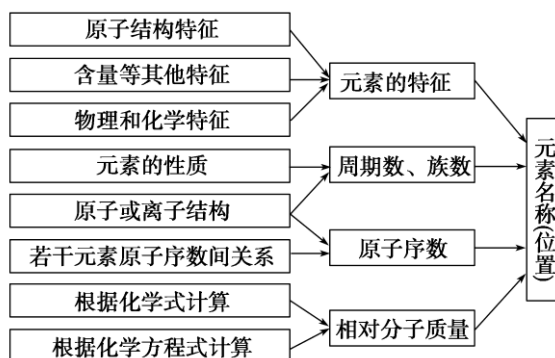 原子结构特征
含量等其他特征
物理和化学特征
元素的性质
原子或离子结构
若干元素原子序数间关系
根据化学式计算
根据化学方程式计算
元素的特征
周期数、族数
原子序数
相对分子质量
元素名称(位置)